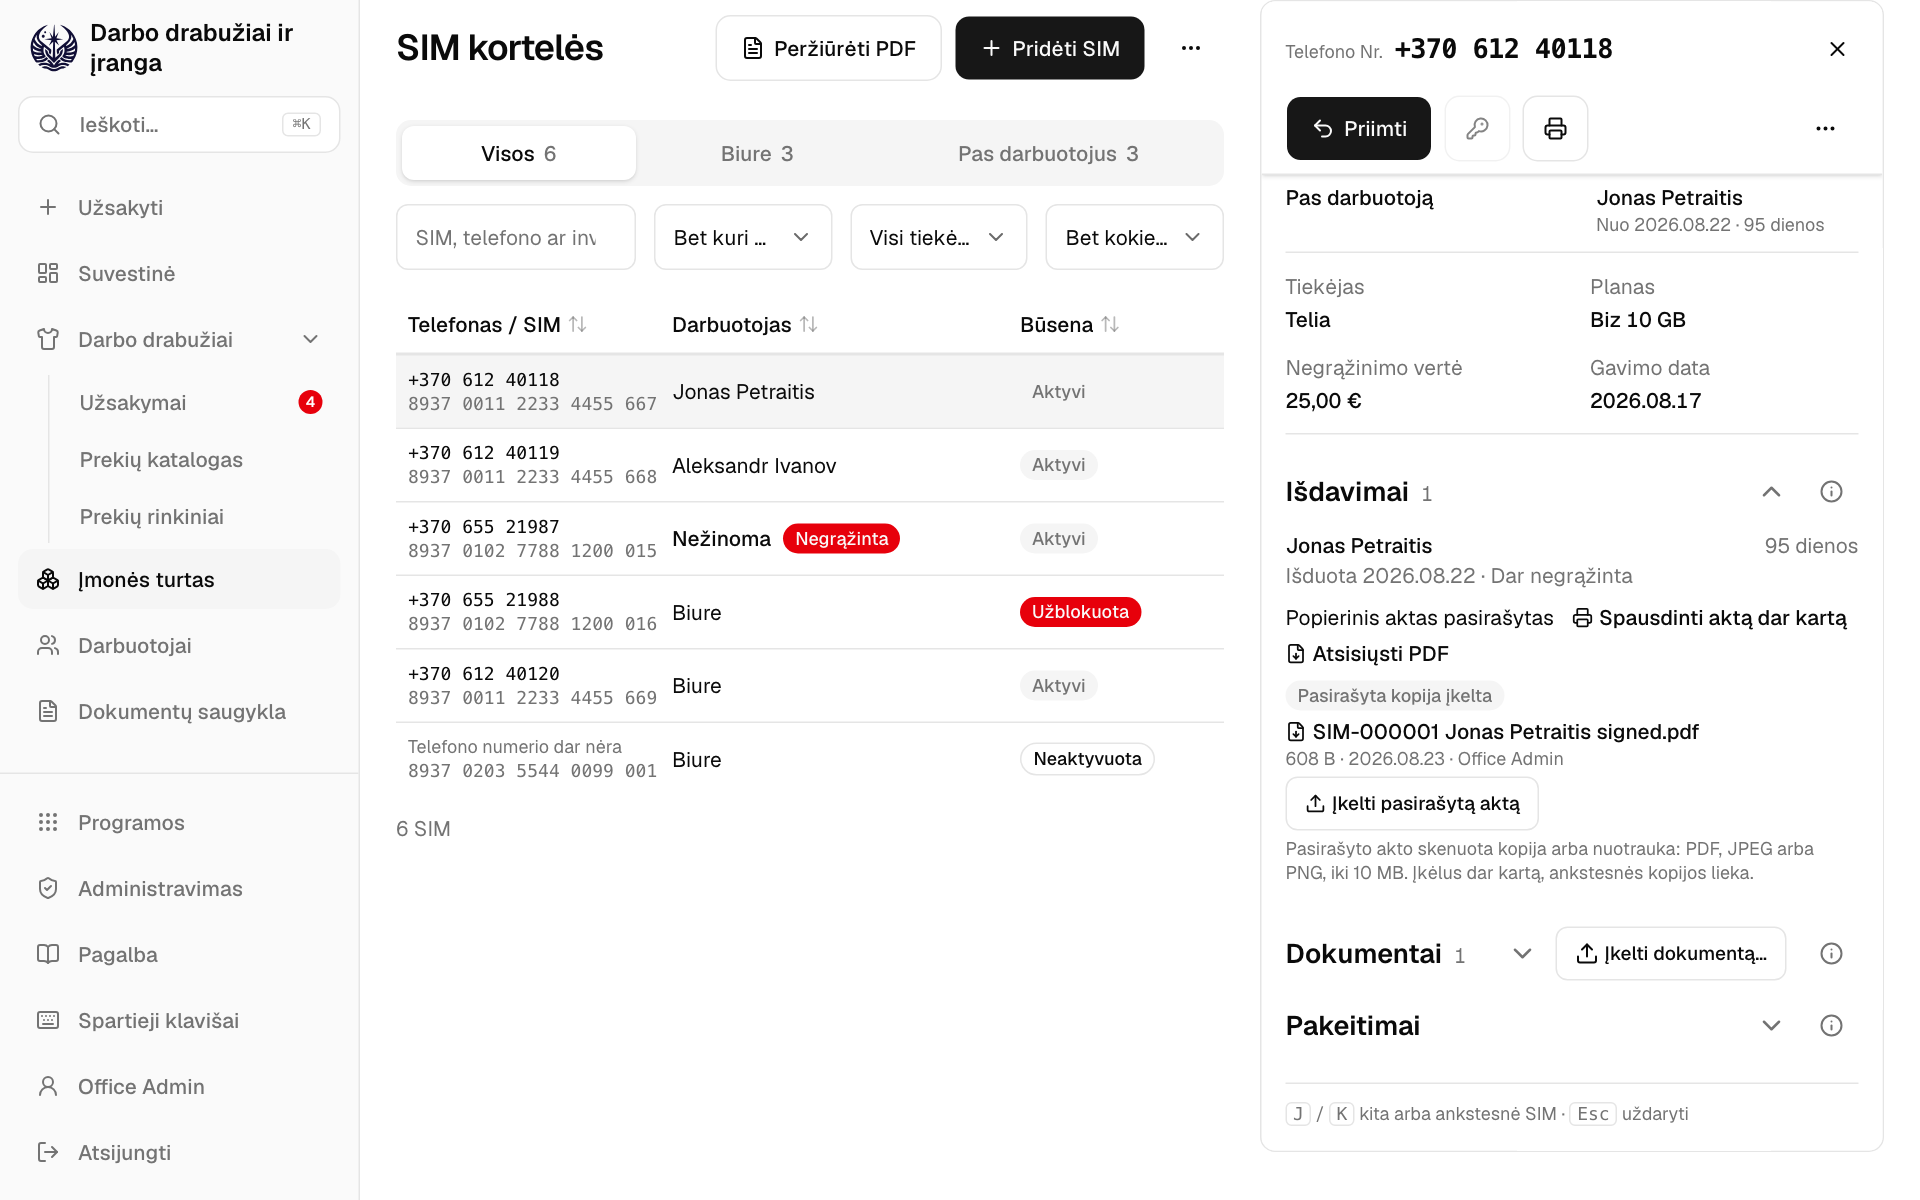 Darbo drabužiai ir
įranga
Ieškoti...
⌘K
Užsakyti
Suvestinė
Darbo drabužiai
Užsakymai
4
Prekių katalogas
Prekių rinkiniai
Įmonės turtas
Darbuotojai
Dokumentų saugykla
Programos
Administravimas
Pagalba
Spartieji klavišai
Office Admin
Atsijungti
SIM kortelės
Peržiūrėti PDF
Pridėti SIM
Visos 6
Biure 3
Pas darbuotojus 3
SIM, telefono ar inv
Bet kuri ...
Visi tiekė...
Bet kokie...
Telefonas / SIM
Darbuotojas
Būsena
+370 612 40118
8937 0011 2233 4455 667
Jonas Petraitis
Aktyvi
+370 612 40119
8937 0011 2233 4455 668
Aleksandr Ivanov
Aktyvi
+370 655 21987
8937 0102 7788 1200 015
Nežinoma
Negrąžinta
Aktyvi
+370 655 21988
8937 0102 7788 1200 016
Biure
Užblokuota
+370 612 40120
8937 0011 2233 4455 669
Biure
Aktyvi
Telefono numerio dar nėra
8937 0203 5544 0099 001
Biure
Neaktyvuota
6 SIM
Telefono Nr. +370 612 40118
Priimti
Pas darbuotoją
Jonas Petraitis
Nuo 2026.08.22 · 95 dienos
Tiekėjas
Telia
Planas
Biz 10 GB
Negrąžinimo vertė
25,00 €
Gavimo data
2026.08.17
Išdavimai 1
Jonas Petraitis
95 dienos
Išduota 2026.08.22 · Dar negrąžinta
Popierinis aktas pasirašytas
Spausdinti aktą dar kartą
Atsisiųsti PDF
Pasirašyta kopija įkelta
SIM-000001 Jonas Petraitis signed.pdf
608 B · 2026.08.23 · Office Admin
Įkelti pasirašytą aktą
Pasirašyto akto skenuota kopija arba nuotrauka: PDF, JPEG arba
PNG, iki 10 MB. Įkėlus dar kartą, ankstesnės kopijos lieka.
Dokumentai 1
Įkelti dokumentą...
Pakeitimai
J / K kita arba ankstesnė SIM · Esc uždaryti